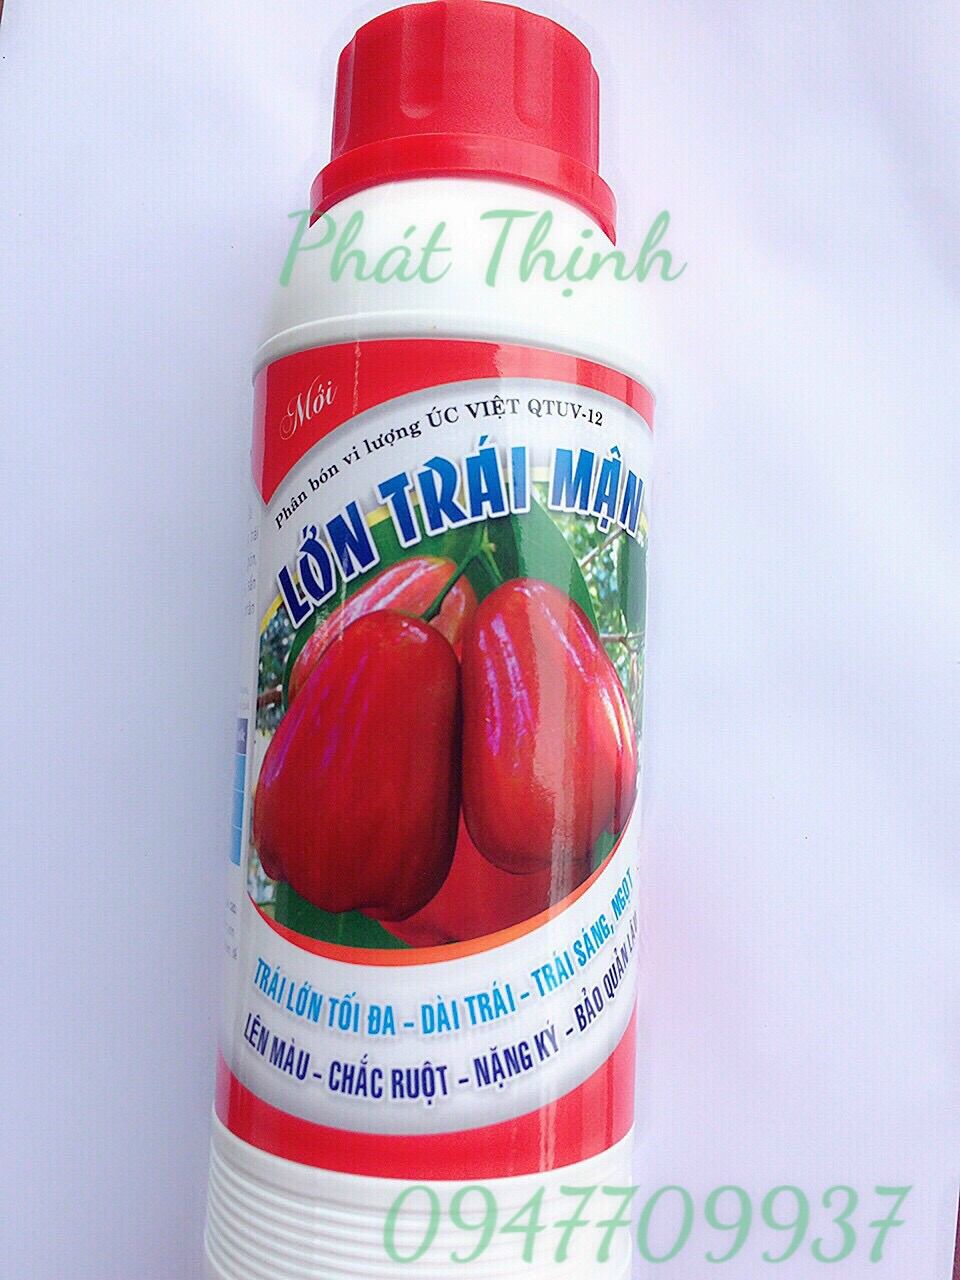 Phát Thịnh
Mới
Phân bón vi lượng ÚC VIỆT QTUV-12
LỚN TRÁI MẬN
TRÁI LỚN TỐI ĐA - DÀI TRÁI - TRÁI SÁNG, NGỌT -
LÊN MÀU - CHẮC RUỘT - NẶNG KÝ - BẢO QUẢN LÂU
0947709937